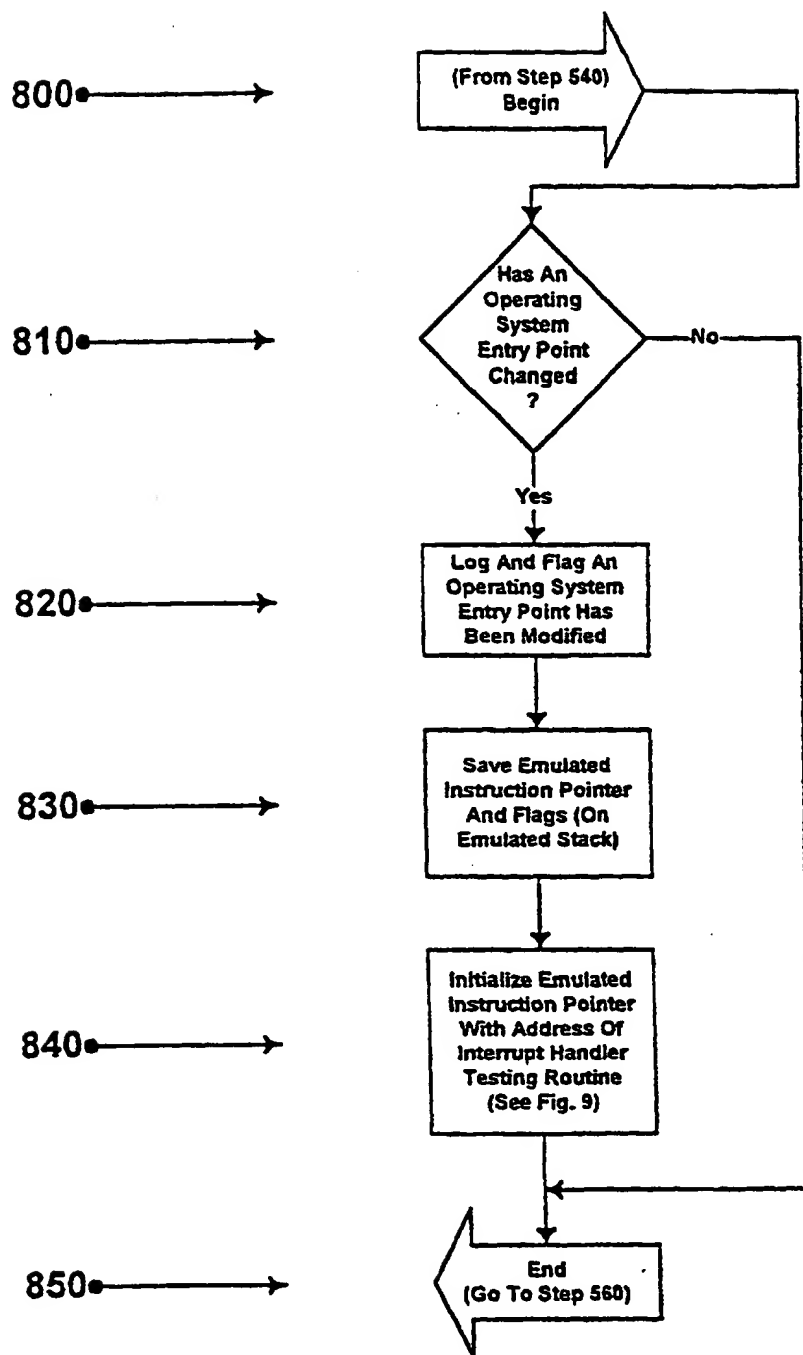 800
(From Step 540)
Begin
810
Has An
Operating
System
Entry Point
Changed
?
No
Yes
820
Log And Flag An
Operating System
Entry Point Has
Been Modified
830
Save Emulated
Instruction Pointer
And Flags (On
Emulated Stack)
840
Initialize Emulated
Instruction Pointer
With Address Of
Interrupt Handler
Testing Routine
(See Fig. 9)
850
End
(Go To Step 560)